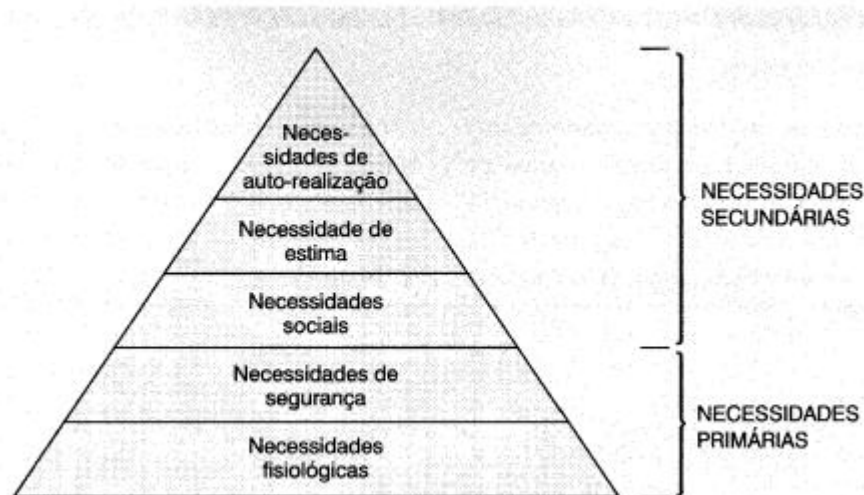 Neces-
sidades de
auto-realização
Necessidade de
estima
Necessidades
sociais
Necessidades de
segurança
Necessidades
fisiológicas
NECESSIDADES
SECUNDÁRIAS
NECESSIDADES
PRIMÁRIAS